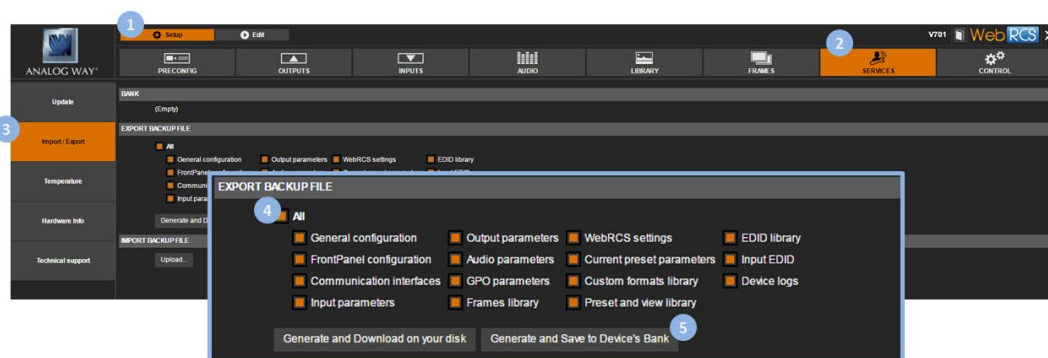 1
Setup
Edit
2
V701
WebRCS
ANALOG WAY®
PRECONFIG
OUTPUTS
INPUTS
AUDIO
LIBRARY
FRAMES
SERVICES
CONTROL
Update
BANK
(Empty)
3
Import / Export
EXPORT BACKUP FILE
All
General configuration Output parameters WebRCS settings EDID library
Temperature
Hardware Info
Generate and D
IMPORT BACKUP FILE
Technical support
Upload...
EXPORT BACKUP FILE
4
All
General configuration Output parameters WebRCS settings EDID library
FrontPanel configuration Audio parameters Current preset parameters Input EDID
Communication interfaces GPO parameters Custom formats library Device logs
Input parameters Frames library Preset and view library
5
Generate and Download on your disk Generate and Save to Device's Bank